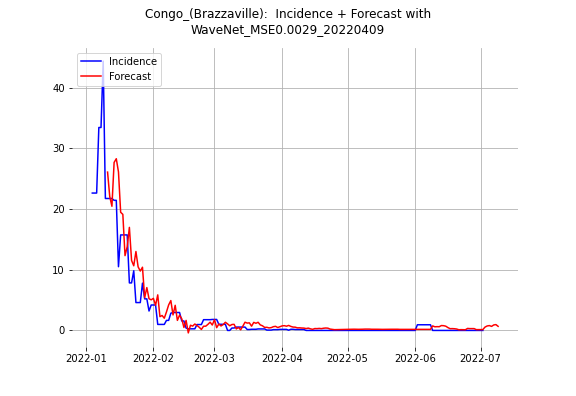 Congo_(Brazzaville):  Incidence + Forecast with
WaveNet_MSE0.0029_20220409
Incidence
Forecast
40
30
20
10
0
2022-01 2022-02 2022-03 2022-04 2022-05 2022-06 2022-07